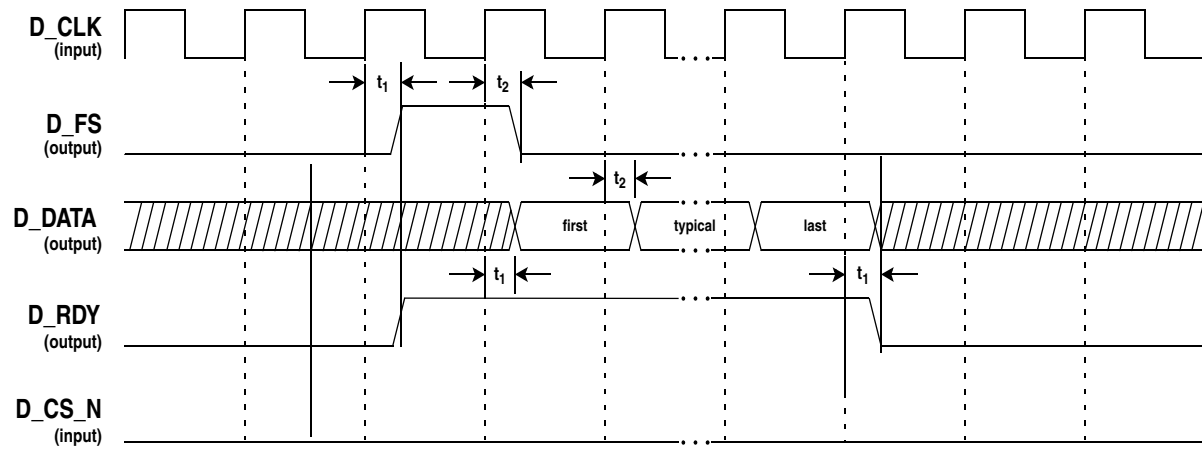 D_CLK
(input)
t1
t2
D_FS
(output)
t2
D_DATA
(output)
first
typical
last
t1
t1
D_RDY
(output)
D_CS_N
(input)